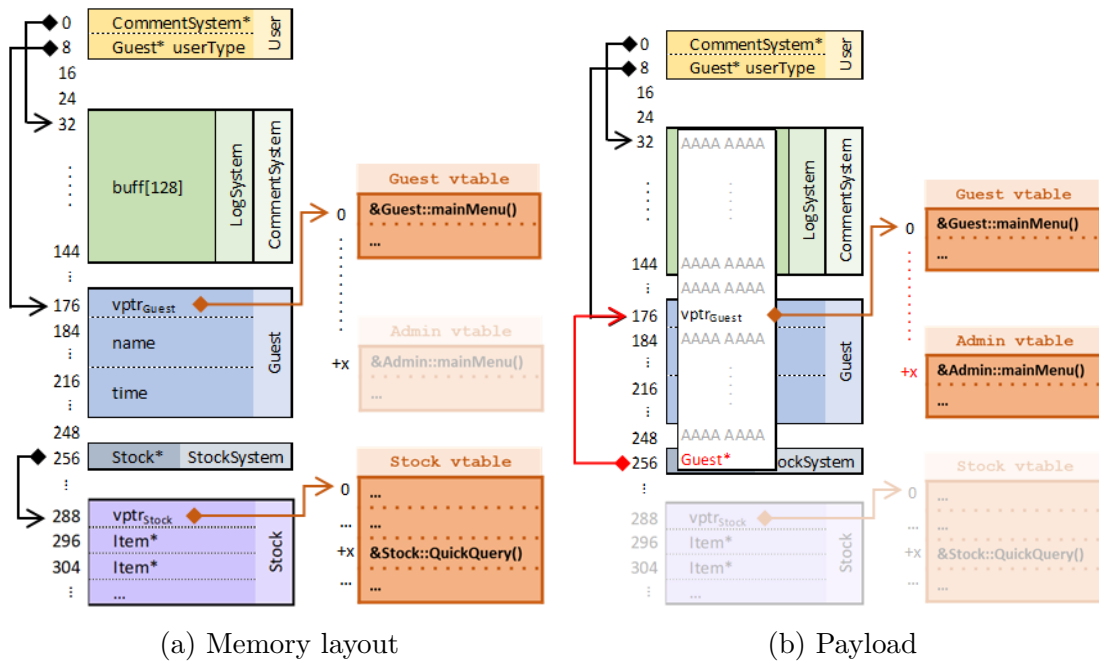 0 CommentSystem*
8 Guest* userType
User
16
24
32
buff[128]
LogSystem
CommentSystem
144
176 vptrGuest
184
name
216
time
Guest
248
256 Stock* StockSystem
288 vptrStock
296 Item*
304 Item*
...
Stock
Guest vtable
0 &Guest::mainMenu()
...
Admin vtable
+x &Admin::mainMenu()
...
Stock vtable
0 ...
... ...
+x &Stock::QuickQuery()
... ...
(a) Memory layout
0 CommentSystem*
8 Guest* userType
User
16
24
32 AAAA AAAA
LogSystem
CommentSystem
144 AAAA AAAA
AAAA AAAA
176 vptrGuest
184 AAAA AAAA
216
Guest
248 AAAA AAAA
256 Guest* ockSystem
288 vptrStock
296 Item*
304 Item*
...
Stock
Guest vtable
0 &Guest::mainMenu()
...
Admin vtable
+x &Admin::mainMenu()
...
Stock vtable
0 ...
... ...
+x &Stock::QuickQuery()
... ...
(b) Payload